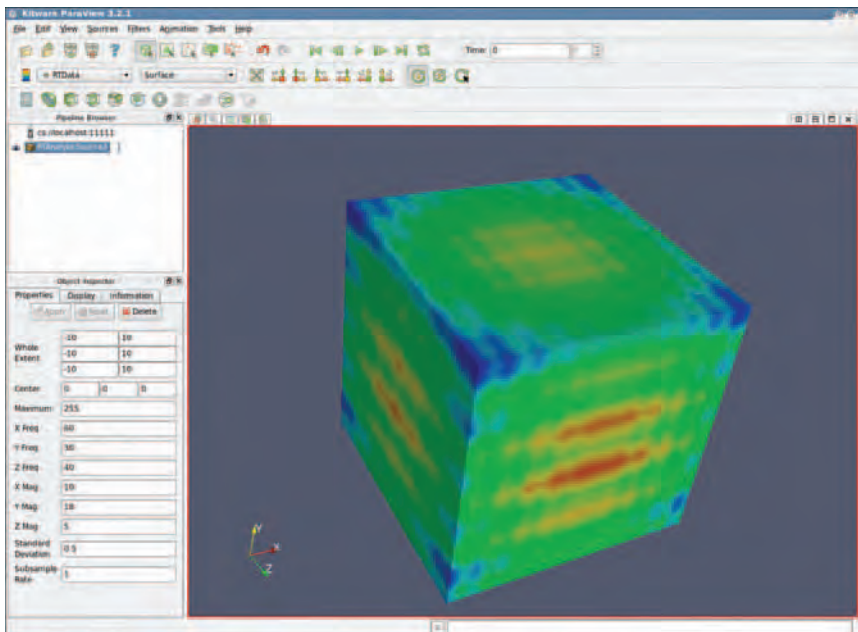 Kitware ParaView 3.2.1
File Edit View Sources Filters Animation Tools Help
Time: 0
RTData Surface
Pipeline Browser
cs://localhost:11111
Object Inspector
Properties Display Information
Apply Reset Delete
Whole Extent
-10 10
-10 10
-10 10
Center 0 0 0
Maximum 255
X Freq 60
Y Freq 30
Z Freq 40
X Mag 10
Y Mag 18
Z Mag 5
Standard Deviation 0.5
Subsample Rate 1
Y
X
Z